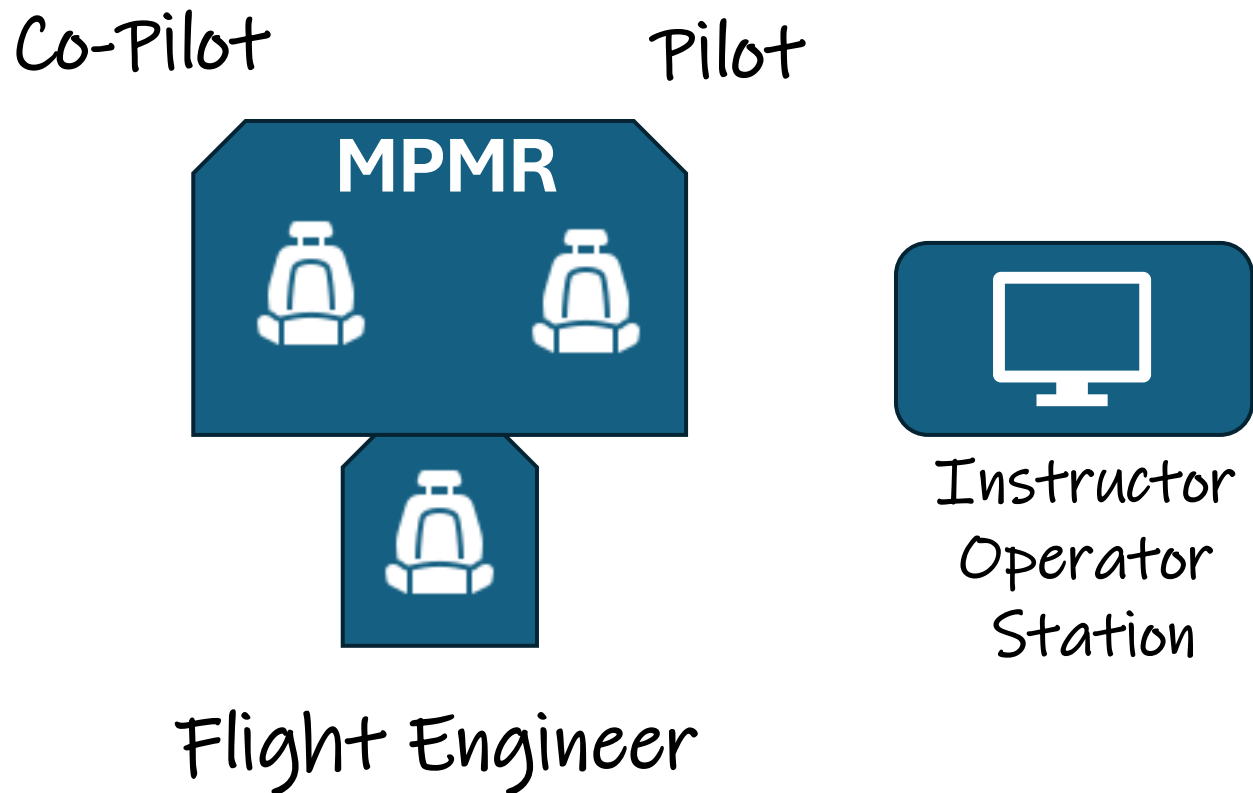 Co-Pilot
Pilot
MPMR
Instructor
Operator
Station
Flight Engineer